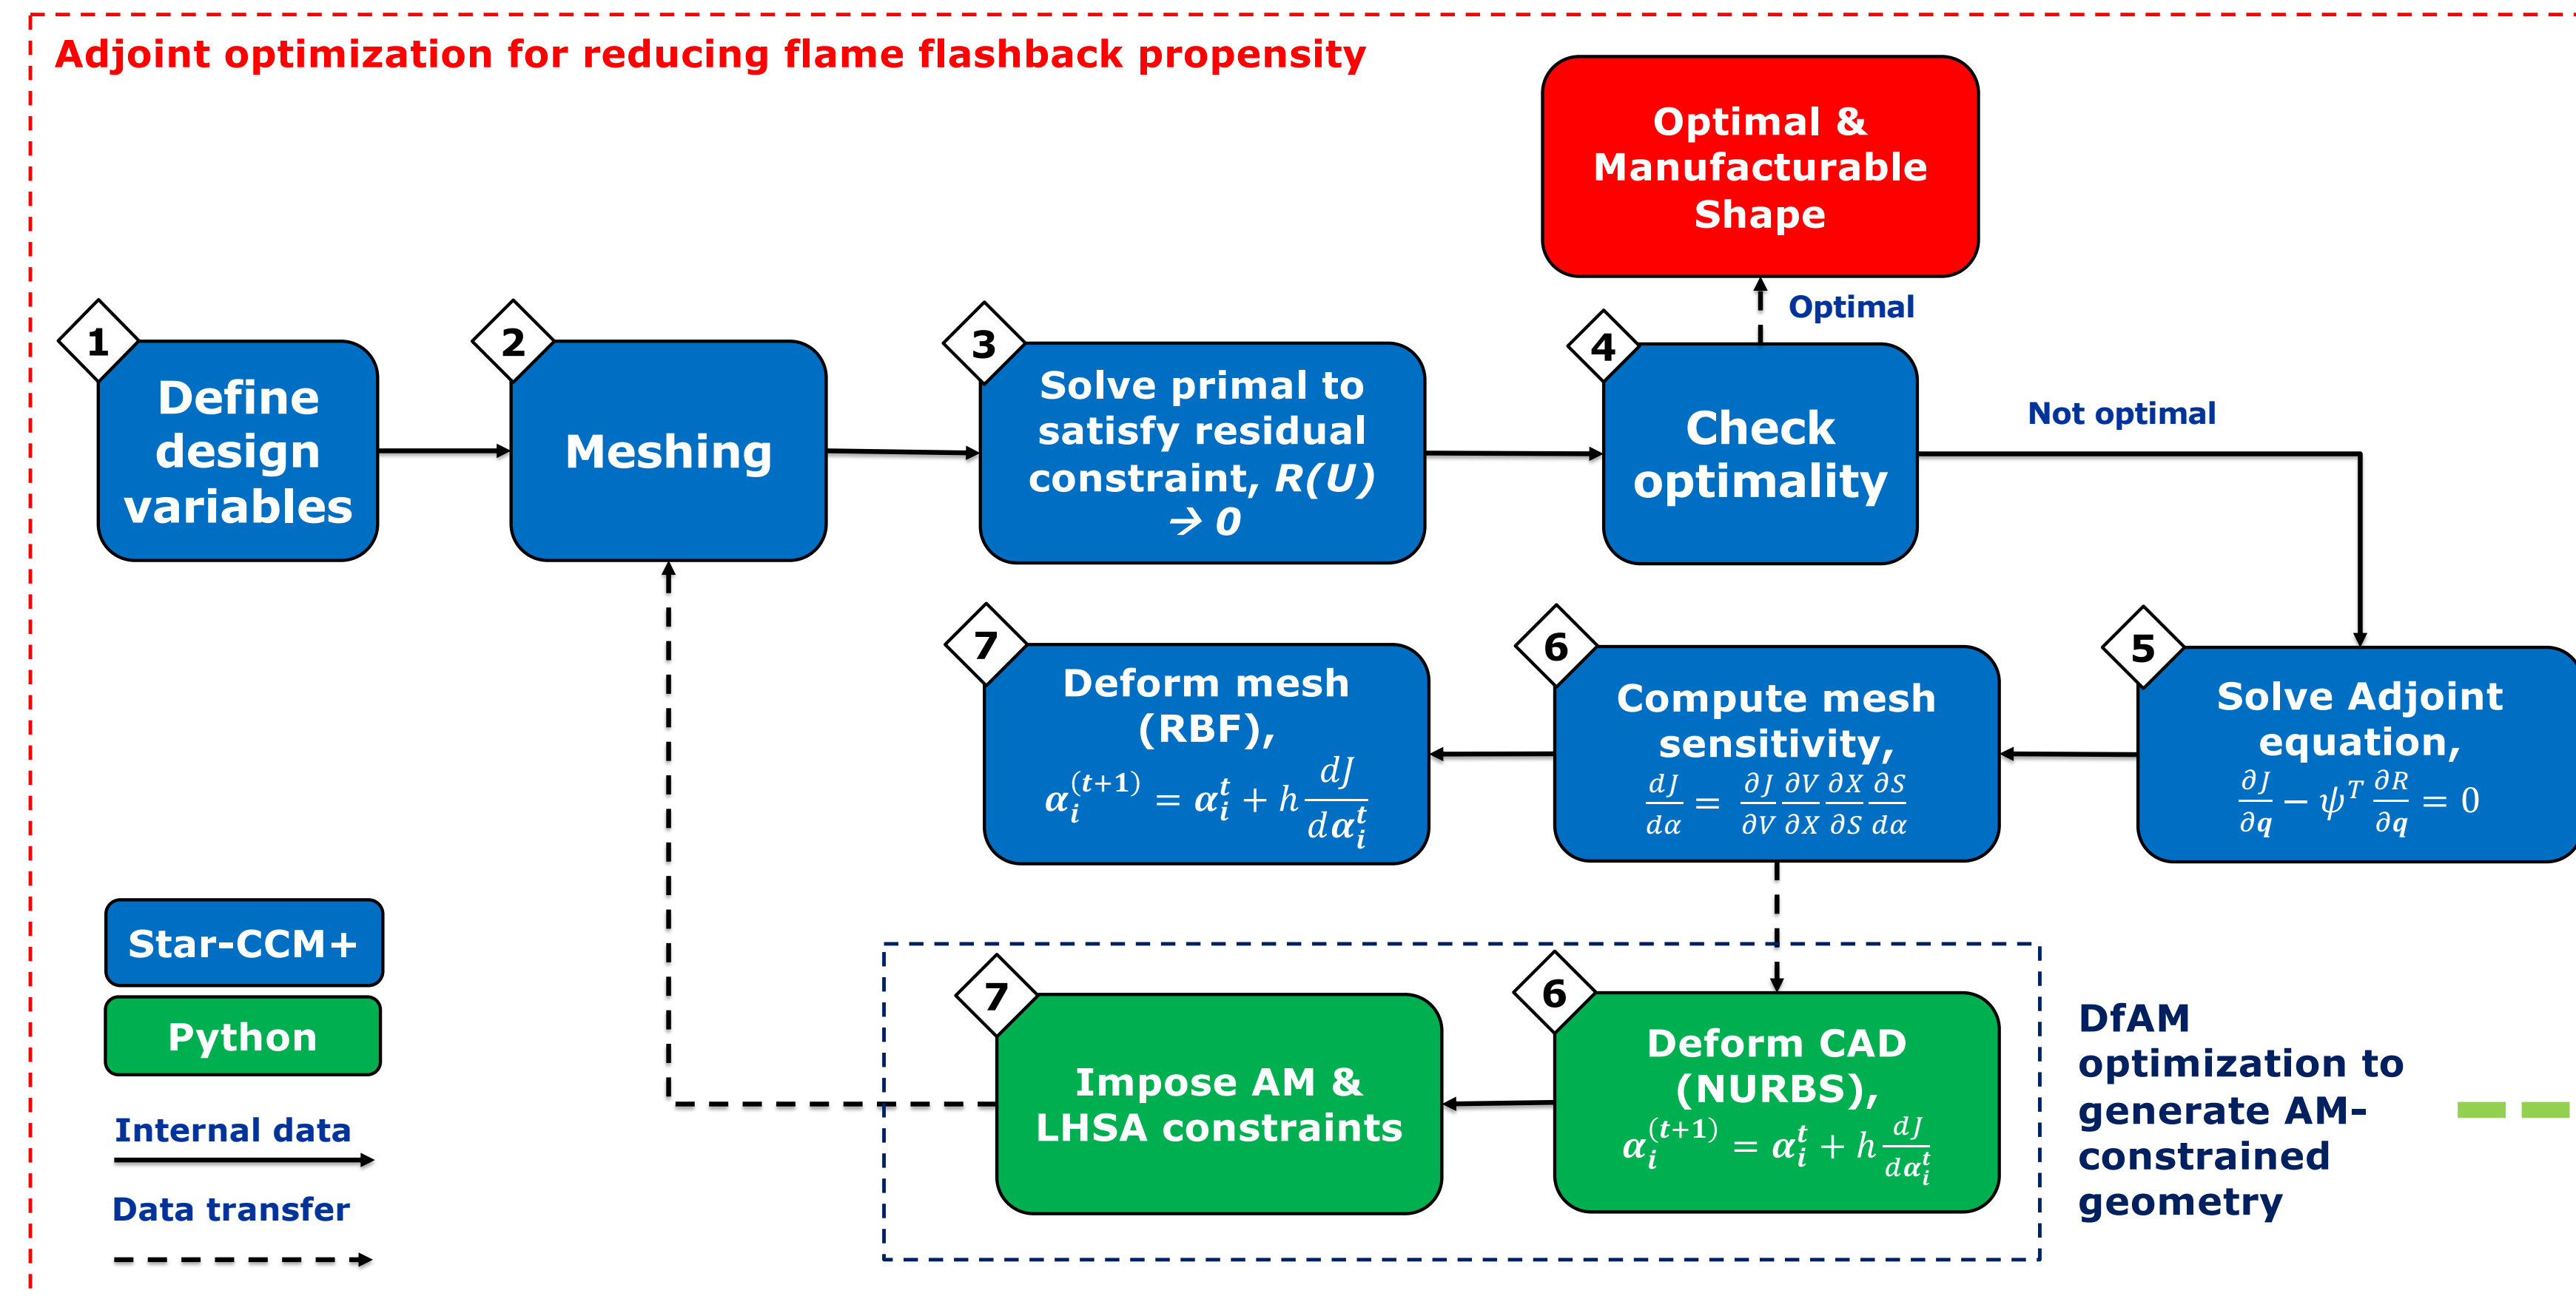 Adjoint optimization for reducing flame flashback propensity
Optimal &
Manufacturable
Shape
Optimal
1
Define
design
variables
2
Meshing
3
Solve primal to
satisfy residual
constraint, R(U)
→ 0
4
Check
optimality
Not optimal
7
Deform mesh
(RBF),
α_i^(t+1) = α_i^t + h dJ/dα_i^t
6
Compute mesh
sensitivity,
dJ/dα = ∂J/∂V ∂V/∂X ∂X/∂S ∂S/dα
5
Solve Adjoint
equation,
∂J/∂q − ψ^T ∂R/∂q = 0
Star-CCM+
Python
Internal data
Data transfer
7
Impose AM &
LHSA constraints
6
Deform CAD
(NURBS),
α_i^(t+1) = α_i^t + h dJ/dα_i^t
DfAM
optimization to
generate AM-
constrained
geometry